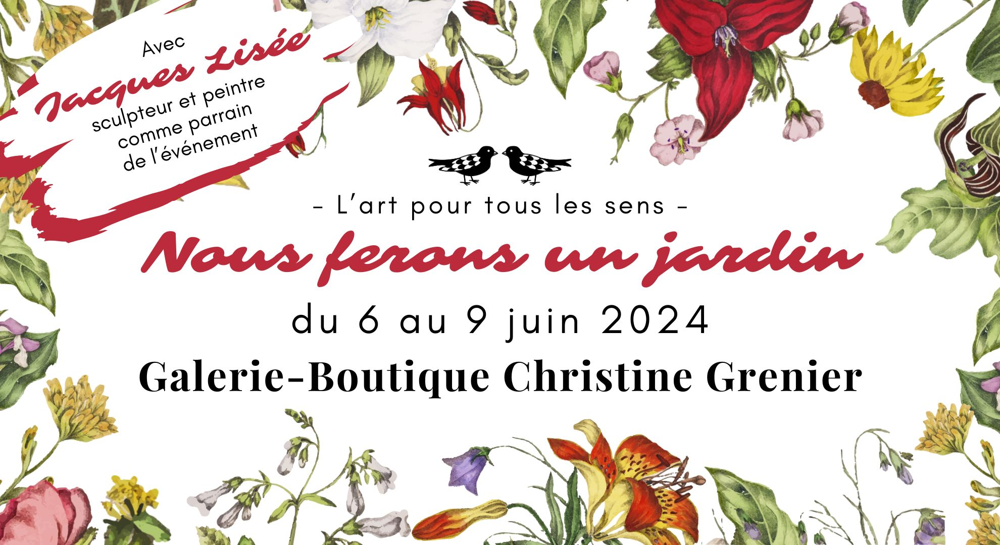 Avec
Jacques Lisée
sculpteur et peintre
comme parrain
de l'événement
- L'art pour tous les sens -
Nous ferons un jardin
du 6 au 9 juin 2024
Galerie-Boutique Christine Grenier